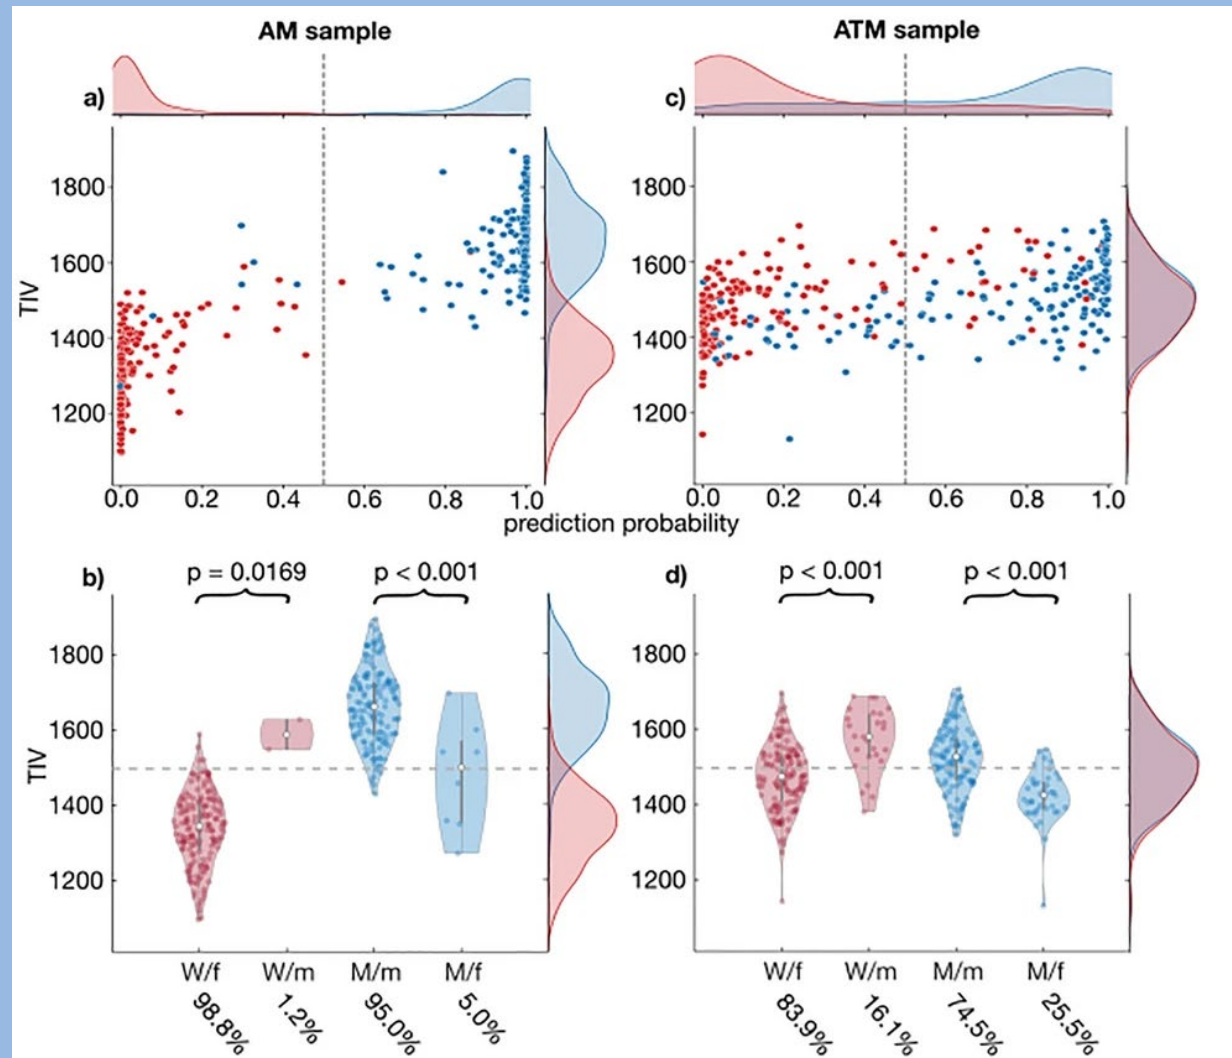 AM sample
ATM sample
a)
c)
1800
1600
1400
1200
TIV
1800
1600
1400
1200
0.0 0.2 0.4 0.6 0.8 1.0
0.0 0.2 0.4 0.6 0.8 1.0
prediction probability
b)
p = 0.0169
p < 0.001
d)
p < 0.001
p < 0.001
1800
1600
1400
1200
TIV
1800
1600
1400
1200
W/f W/m M/m M/f
98.8% 1.2% 95.0% 5.0%
W/f W/m M/m M/f
83.9% 16.1% 74.5% 25.5%